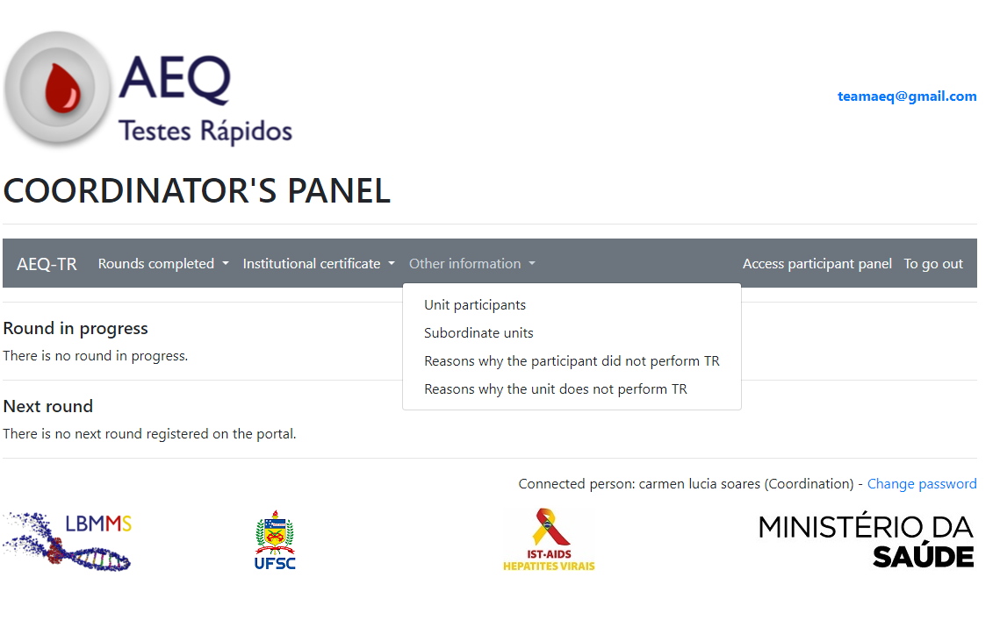 AEQ
Testes Rápidos
teamaeq@gmail.com
COORDINATOR'S PANEL
AEQ-TR Rounds completed Institutional certificate Other information Access participant panel To go out
Unit participants
Subordinate units
Reasons why the participant did not perform TR
Reasons why the unit does not perform TR
Round in progress
There is no round in progress.
Next round
There is no next round registered on the portal.
Connected person: carmen lucia soares (Coordination) - Change password
LBMMS
UFSC
IST-AIDS
HEPATITES VIRAIS
MINISTÉRIO DA
SAÚDE